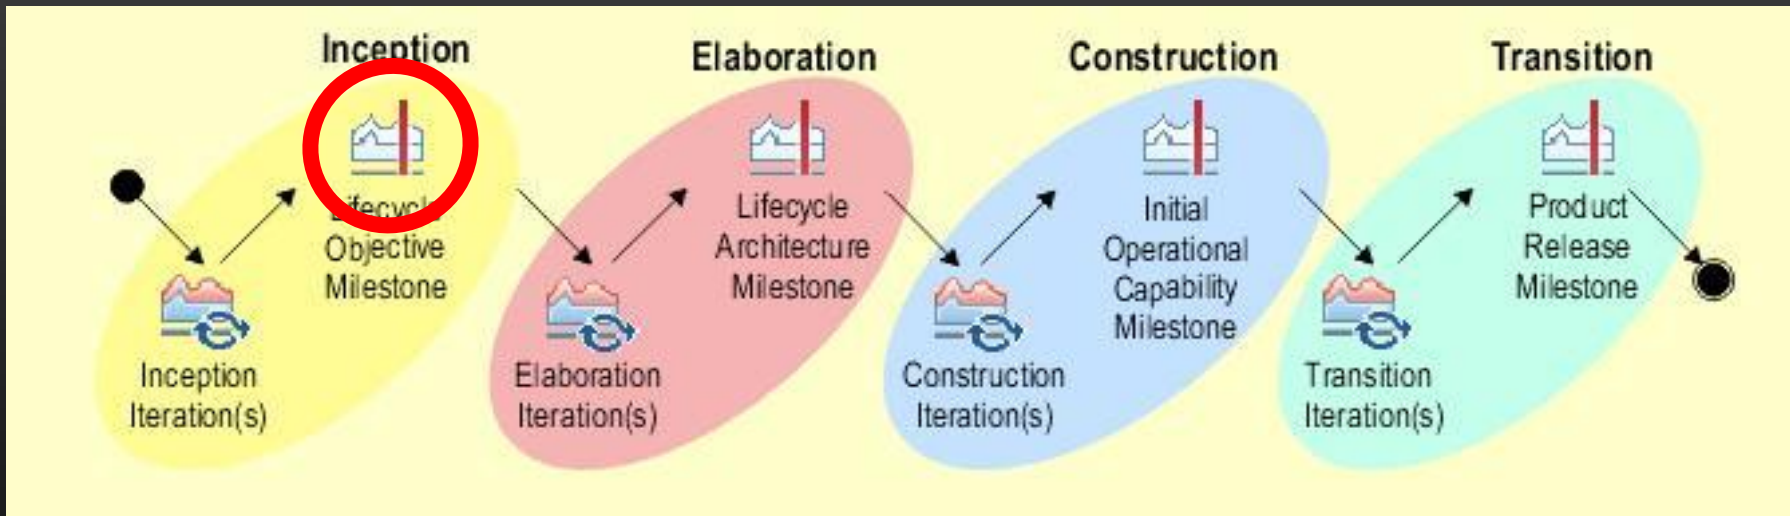 Inception
Lifecycle
Objective
Milestone
Inception
Iteration(s)
Elaboration
Lifecycle
Architecture
Milestone
Elaboration
Iteration(s)
Construction
Initial
Operational
Capability
Milestone
Construction
Iteration(s)
Transition
Product
Release
Milestone
Transition
Iteration(s)